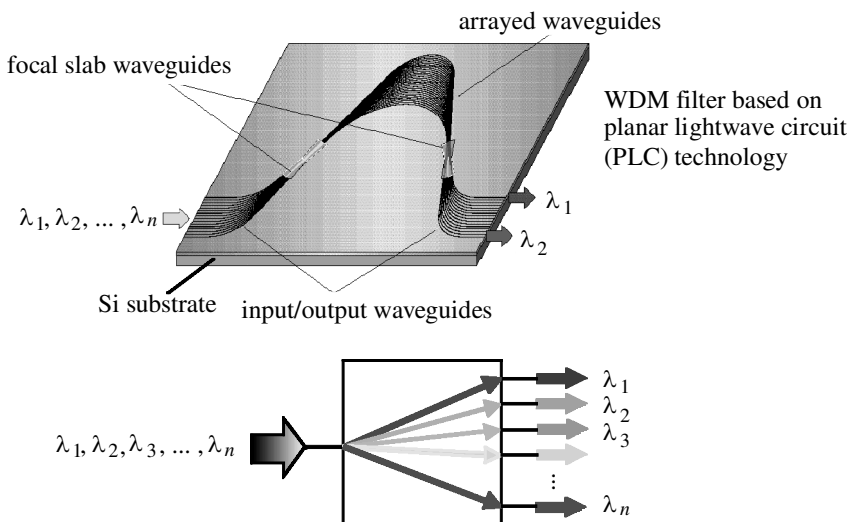 arrayed waveguides
focal slab waveguides
WDM filter based on
planar lightwave circuit
(PLC) technology
λ₁, λ₂, ... , λₙ
λ₁
λ₂
Si substrate
input/output waveguides
λ₁
λ₂
λ₃
λ₁, λ₂, λ₃, ... , λₙ
⋮
λₙ